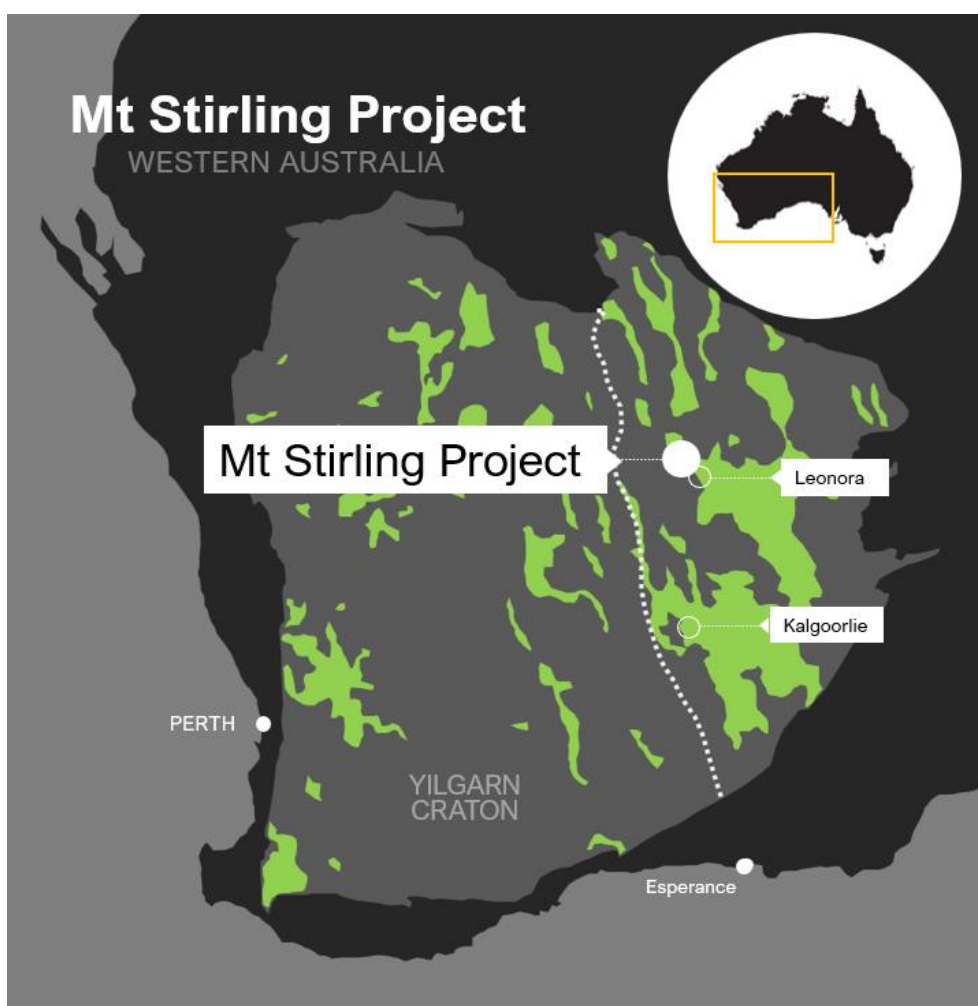 Mt Stirling Project
WESTERN AUSTRALIA
Mt Stirling Project
Leonora
Kalgoorlie
PERTH
YILGARN
CRATON
Esperance